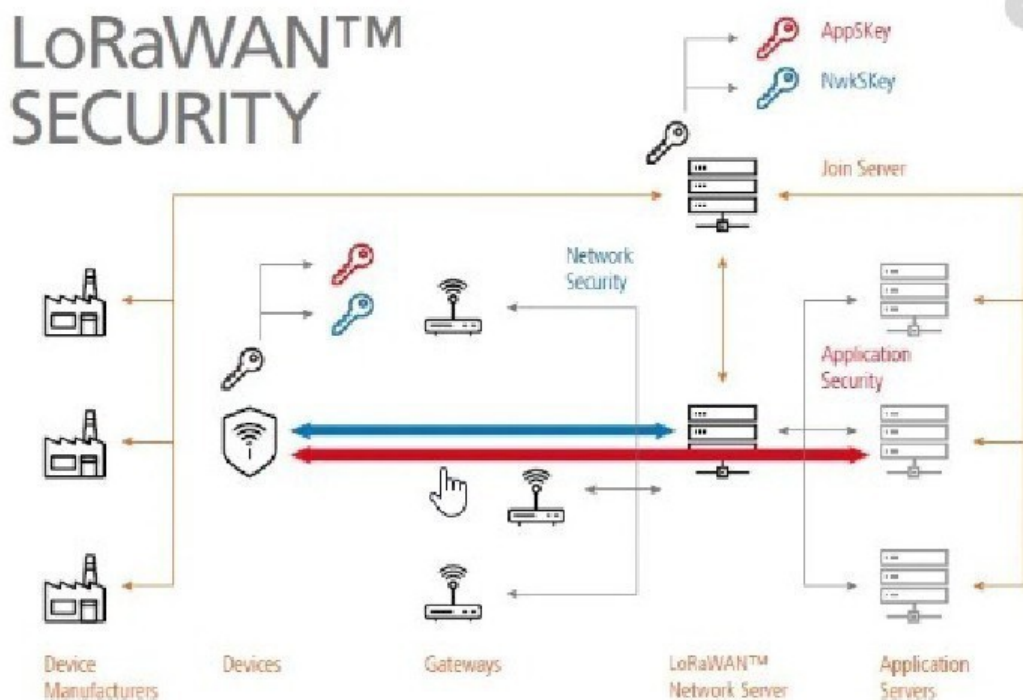 LoRaWAN™
SECURITY
AppSKey
NwkSKey
Join Server
Network
Security
Application
Security
Device
Manufacturers
Devices
Gateways
LoRaWAN™
Network Server
Application
Servers